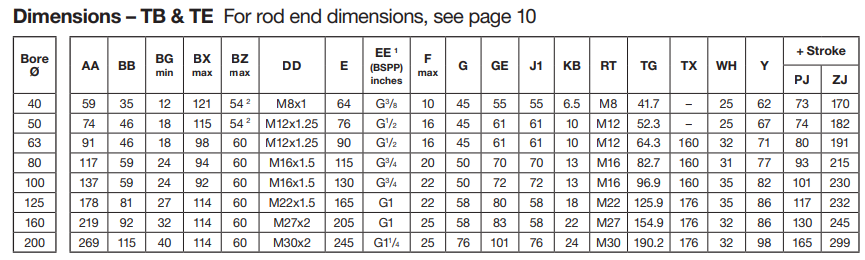 Dimensions – TB & TE For rod end dimensions, see page 10
Bore Ø AA BB BG min BX max BZ max DD E EE ¹ (BSPP) inches F max G GE J1 KB RT TG TX WH Y + Stroke PJ ZJ
40 59 35 12 121 54 ² M8x1 64 G³/₈ 10 45 55 55 6.5 M8 41.7 – 25 62 73 170
50 74 46 18 115 54 ² M12x1.25 76 G¹/₂ 16 45 61 61 10 M12 52.3 – 25 67 74 182
63 91 46 18 98 60 M12x1.25 90 G¹/₂ 16 45 61 61 10 M12 64.3 160 32 71 80 191
80 117 59 24 94 60 M16x1.5 115 G³/₄ 20 50 70 70 13 M16 82.7 160 31 77 93 215
100 137 59 24 92 60 M16x1.5 130 G³/₄ 22 50 72 72 13 M16 96.9 160 35 82 101 230
125 178 81 27 114 60 M22x1.5 165 G1 22 58 80 58 18 M22 125.9 176 35 86 117 232
160 219 92 32 114 60 M27x2 205 G1 25 58 83 58 22 M27 154.9 176 32 86 130 245
200 269 115 40 114 60 M30x2 245 G1¹/₄ 25 76 101 76 24 M30 190.2 176 32 98 165 299